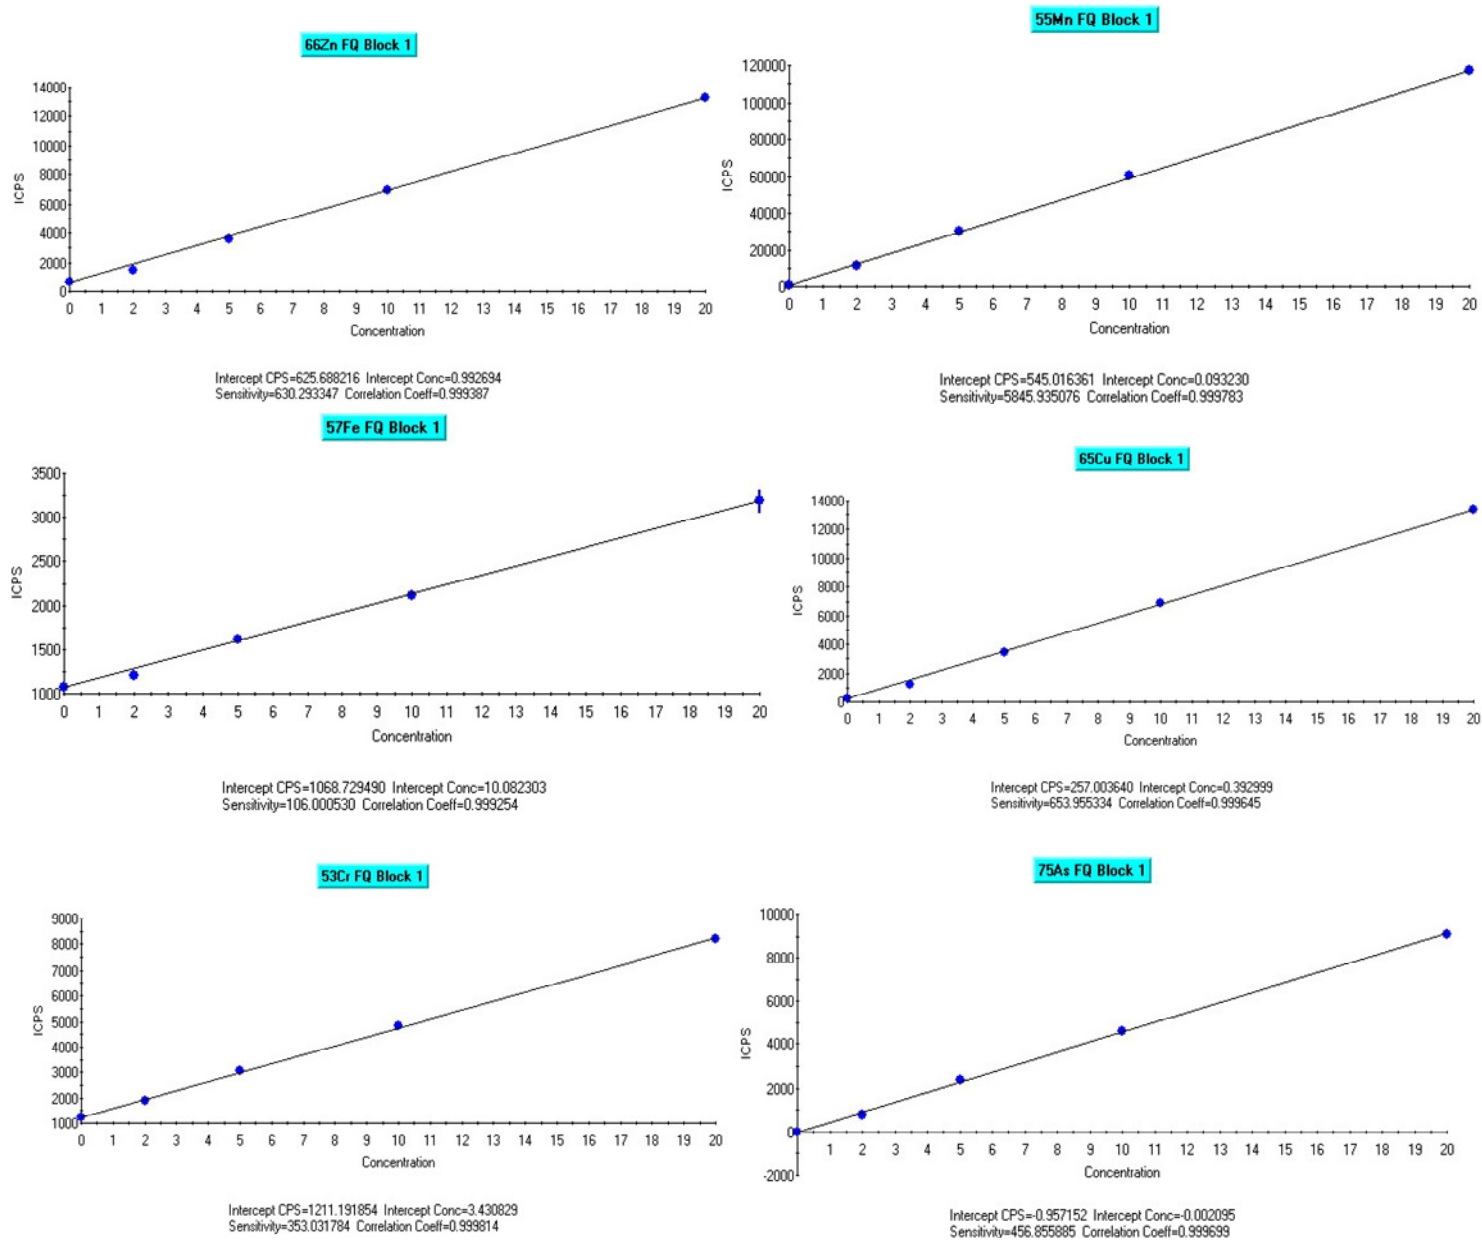 66Zn FQ Block 1
14000
12000
10000
8000
6000
4000
2000
0
ICPS
0 1 2 3 4 5 6 7 8 9 10 11 12 13 14 15 16 17 18 19 20
Concentration
Intercept CPS=625.688216 Intercept Conc=0.992694
Sensitivity=630.293347 Correlation Coeff=0.999387
55Mn FQ Block 1
120000
100000
80000
60000
40000
20000
0
ICPS
0 1 2 3 4 5 6 7 8 9 10 11 12 13 14 15 16 17 18 19 20
Concentration
Intercept CPS=545.016361 Intercept Conc=0.093230
Sensitivity=5845.935076 Correlation Coeff=0.999783
57Fe FQ Block 1
3500
3000
2500
2000
1500
1000
ICPS
0 1 2 3 4 5 6 7 8 9 10 11 12 13 14 15 16 17 18 19 20
Concentration
Intercept CPS=1068.729490 Intercept Conc=10.082303
Sensitivity=106.000530 Correlation Coeff=0.999254
65Cu FQ Block 1
14000
12000
10000
8000
6000
4000
2000
0
ICPS
0 1 2 3 4 5 6 7 8 9 10 11 12 13 14 15 16 17 18 19 20
Concentration
Intercept CPS=257.003640 Intercept Conc=0.392999
Sensitivity=653.955334 Correlation Coeff=0.999645
53Cr FQ Block 1
9000
8000
7000
6000
5000
4000
3000
2000
1000
ICPS
0 1 2 3 4 5 6 7 8 9 10 11 12 13 14 15 16 17 18 19 20
Concentration
Intercept CPS=1211.191854 Intercept Conc=3.430829
Sensitivity=353.031784 Correlation Coeff=0.999814
75As FQ Block 1
10000
8000
6000
4000
2000
0
-2000
ICPS
1 2 3 4 5 6 7 8 9 10 11 12 13 14 15 16 17 18 19 20
Concentration
Intercept CPS=-0.957152 Intercept Conc=-0.002095
Sensitivity=456.855885 Correlation Coeff=0.999699